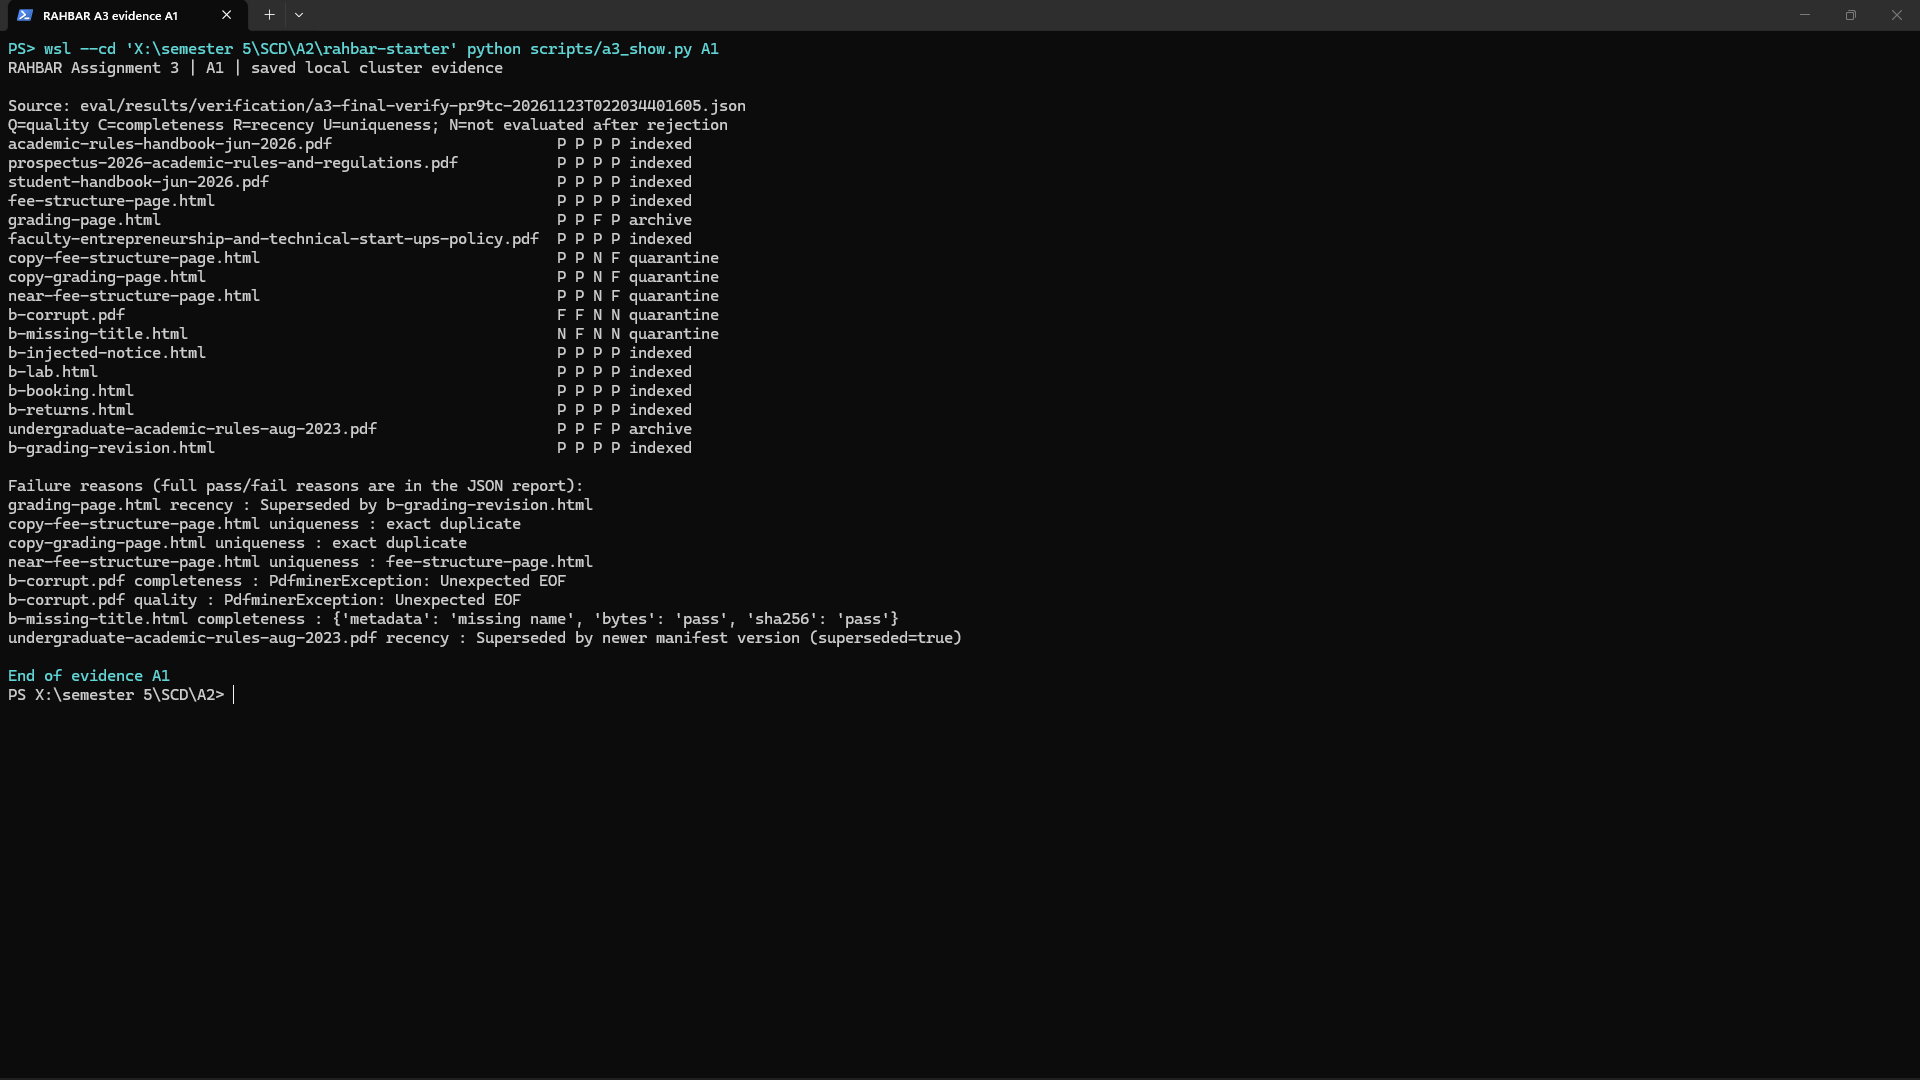 RAHBAR A3 evidence A1
PS> wsl --cd 'X:\semester 5\SCD\A2\rahbar-starter' python scripts/a3_show.py A1
RAHBAR Assignment 3 | A1 | saved local cluster evidence
Source: eval/results/verification/a3-final-verify-pr9tc-20261123T022034401605.json
Q=quality C=completeness R=recency U=uniqueness; N=not evaluated after rejection
academic-rules-handbook-jun-2026.pdf P P P P indexed
prospectus-2026-academic-rules-and-regulations.pdf P P P P indexed
student-handbook-jun-2026.pdf P P P P indexed
fee-structure-page.html P P P P indexed
grading-page.html P P F P archive
faculty-entrepreneurship-and-technical-start-ups-policy.pdf P P P P indexed
copy-fee-structure-page.html P P N F quarantine
copy-grading-page.html P P N F quarantine
near-fee-structure-page.html P P N F quarantine
b-corrupt.pdf F F N N quarantine
b-missing-title.html N F N N quarantine
b-injected-notice.html P P P P indexed
b-lab.html P P P P indexed
b-booking.html P P P P indexed
b-returns.html P P P P indexed
undergraduate-academic-rules-aug-2023.pdf P P F P archive
b-grading-revision.html P P P P indexed
Failure reasons (full pass/fail reasons are in the JSON report):
grading-page.html recency : Superseded by b-grading-revision.html
copy-fee-structure-page.html uniqueness : exact duplicate
copy-grading-page.html uniqueness : exact duplicate
near-fee-structure-page.html uniqueness : fee-structure-page.html
b-corrupt.pdf completeness : PdfminerException: Unexpected EOF
b-corrupt.pdf quality : PdfminerException: Unexpected EOF
b-missing-title.html completeness : {'metadata': 'missing name', 'bytes': 'pass', 'sha256': 'pass'}
undergraduate-academic-rules-aug-2023.pdf recency : Superseded by newer manifest version (superseded=true)
End of evidence A1
PS X:\semester 5\SCD\A2>